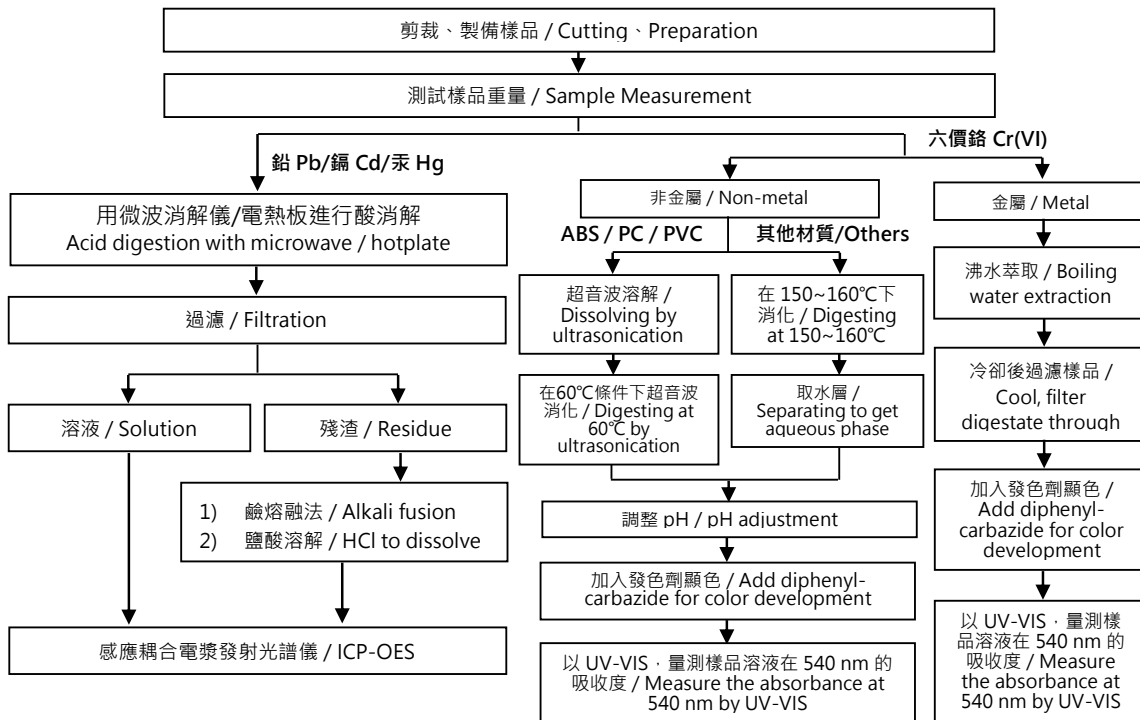 剪裁、製備樣品 / Cutting、Preparation
測試樣品重量 / Sample Measurement
鉛 Pb/鎘 Cd/汞 Hg
六價鉻 Cr(VI)
用微波消解儀/電熱板進行酸消解
Acid digestion with microwave / hotplate
過濾 / Filtration
溶液 / Solution
殘渣 / Residue
1) 鹼熔融法 / Alkali fusion
2) 鹽酸溶解 / HCl to dissolve
感應耦合電漿發射光譜儀 / ICP-OES
非金屬 / Non-metal
ABS / PC / PVC
其他材質/Others
超音波溶解 /
Dissolving by
ultrasonication
在 150~160℃下
消化 / Digesting
at 150~160℃
在60℃條件下超音波
消化 / Digesting at
60℃ by
ultrasonication
取水層 /
Separating to get
aqueous phase
調整 pH / pH adjustment
加入發色劑顯色 / Add diphenyl-
carbazide for color development
以 UV-VIS，量測樣品溶液在 540 nm 的
吸收度 / Measure the absorbance at
540 nm by UV-VIS
金屬 / Metal
沸水萃取 / Boiling
water extraction
冷卻後過濾樣品 /
Cool, filter
digestate through
加入發色劑顯色 /
Add diphenyl-
carbazide for color
development
以 UV-VIS，量測樣
品溶液在 540 nm 的
吸收度 / Measure
the absorbance at
540 nm by UV-VIS